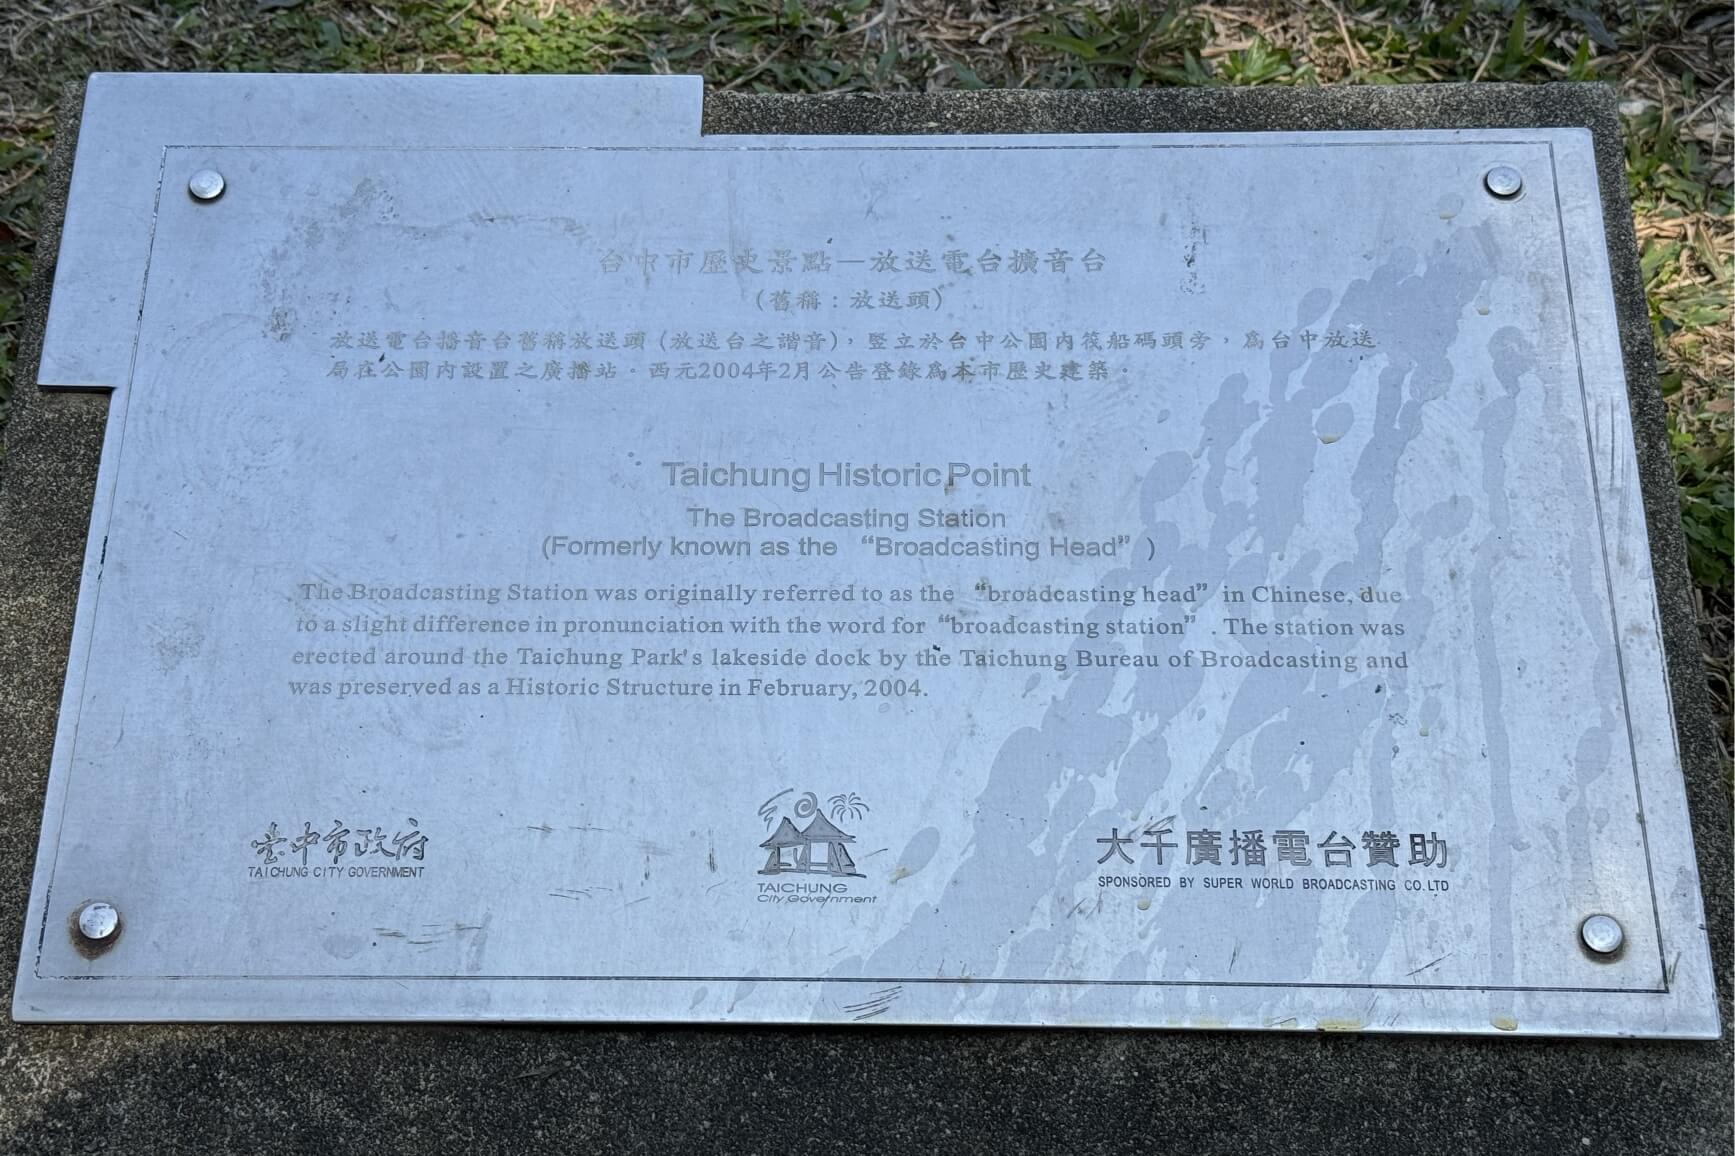 台中市歷史景點－放送電台擴音台
（舊稱：放送頭）
放送電台播音台舊稱放送頭（放送台之諧音），豎立於台中公園內筏船碼頭旁，為台中放送
局在公園內設置之廣播站。西元2004年2月公告登錄為本市歷史建築。
Taichung Historic Point
The Broadcasting Station
(Formerly known as the “Broadcasting Head” )
The Broadcasting Station was originally referred to as the “broadcasting head” in Chinese, due
to a slight difference in pronunciation with the word for “broadcasting station” . The station was
erected around the Taichung Park's lakeside dock by the Taichung Bureau of Broadcasting and
was preserved as a Historic Structure in February, 2004.
臺中市政府
TAICHUNG CITY GOVERNMENT
TAICHUNG
City Government
大千廣播電台贊助
SPONSORED BY SUPER WORLD BROADCASTING CO.LTD